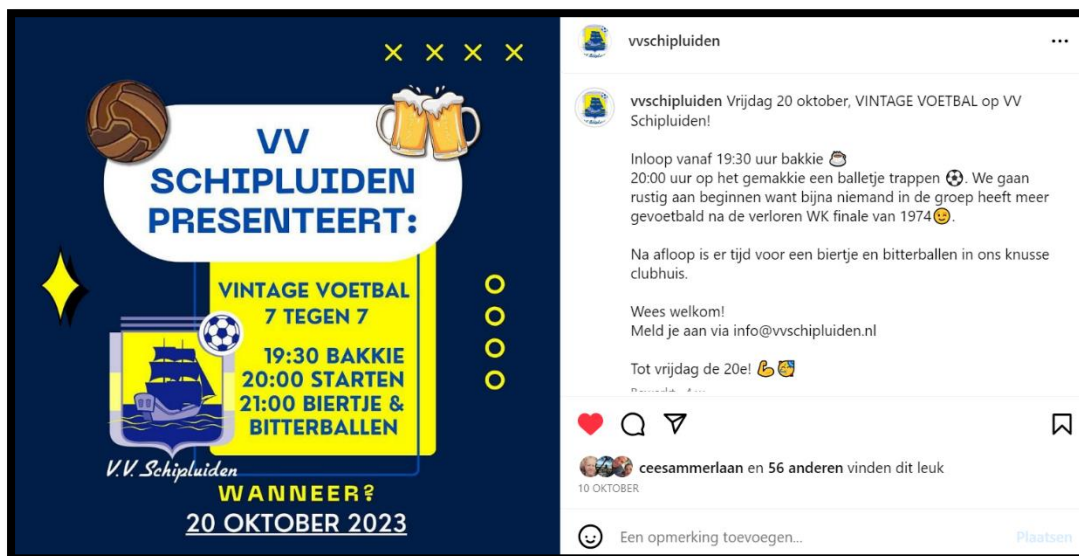 VV
SCHIPLUIDEN
PRESENTEERT:
VINTAGE VOETBAL
7 TEGEN 7
19:30 BAKKIE
20:00 STARTEN
21:00 BIERTJE &
BITTERBALLEN
V.V. Schipluiden
WANNEER?
20 OKTOBER 2023
vvschipluiden
vvschipluiden Vrijdag 20 oktober, VINTAGE VOETBAL op VV
Schipluiden!
Inloop vanaf 19:30 uur bakkie ☕
20:00 uur op het gemakkie een balletje trappen ⚽. We gaan
rustig aan beginnen want bijna niemand in de groep heeft meer
gevoetbald na de verloren WK finale van 1974😉.
Na afloop is er tijd voor een biertje en bitterballen in ons knusse
clubhuis.
Wees welkom!
Meld je aan via info@vvschipluiden.nl
Tot vrijdag de 20e! 💪🥳
ceesammerlaan en 56 anderen vinden dit leuk
10 OKTOBER
Een opmerking toevoegen...
Plaatsen